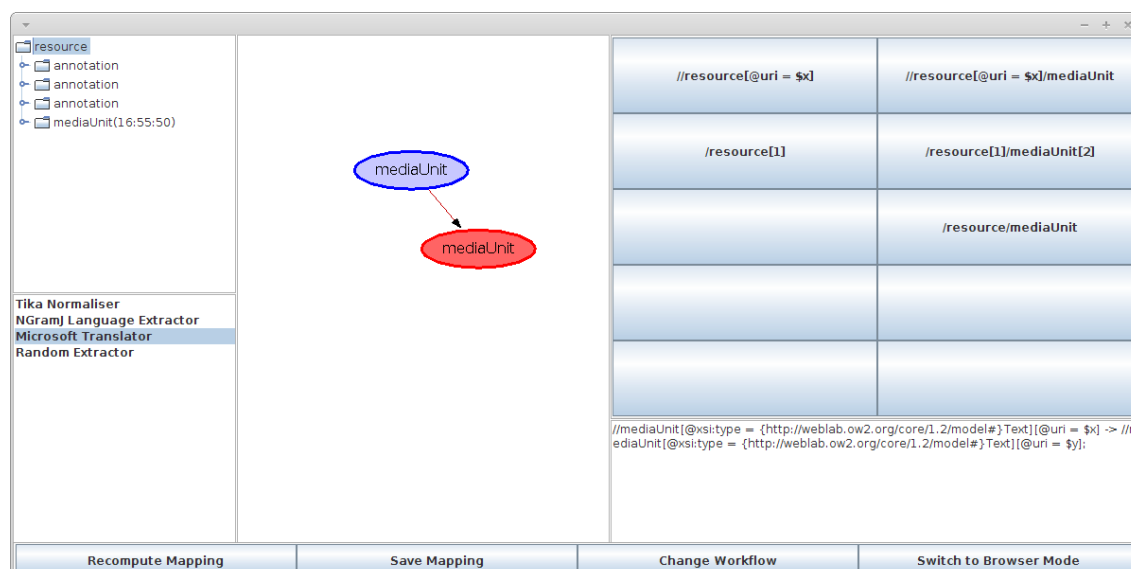 resource
annotation
annotation
annotation
mediaUnit(16:55:50)
Tika Normaliser
NGramJ Language Extractor
Microsoft Translator
Random Extractor
mediaUnit
mediaUnit
//resource[@uri = $x]
//resource[@uri = $x]/mediaUnit
/resource[1]
/resource[1]/mediaUnit[2]
/resource/mediaUnit
//mediaUnit[@xsi:type = {http://weblab.ow2.org/core/1.2/model#}Text][@uri = $x] -> //m
ediaUnit[@xsi:type = {http://weblab.ow2.org/core/1.2/model#}Text][@uri = $y];
Recompute Mapping
Save Mapping
Change Workflow
Switch to Browser Mode